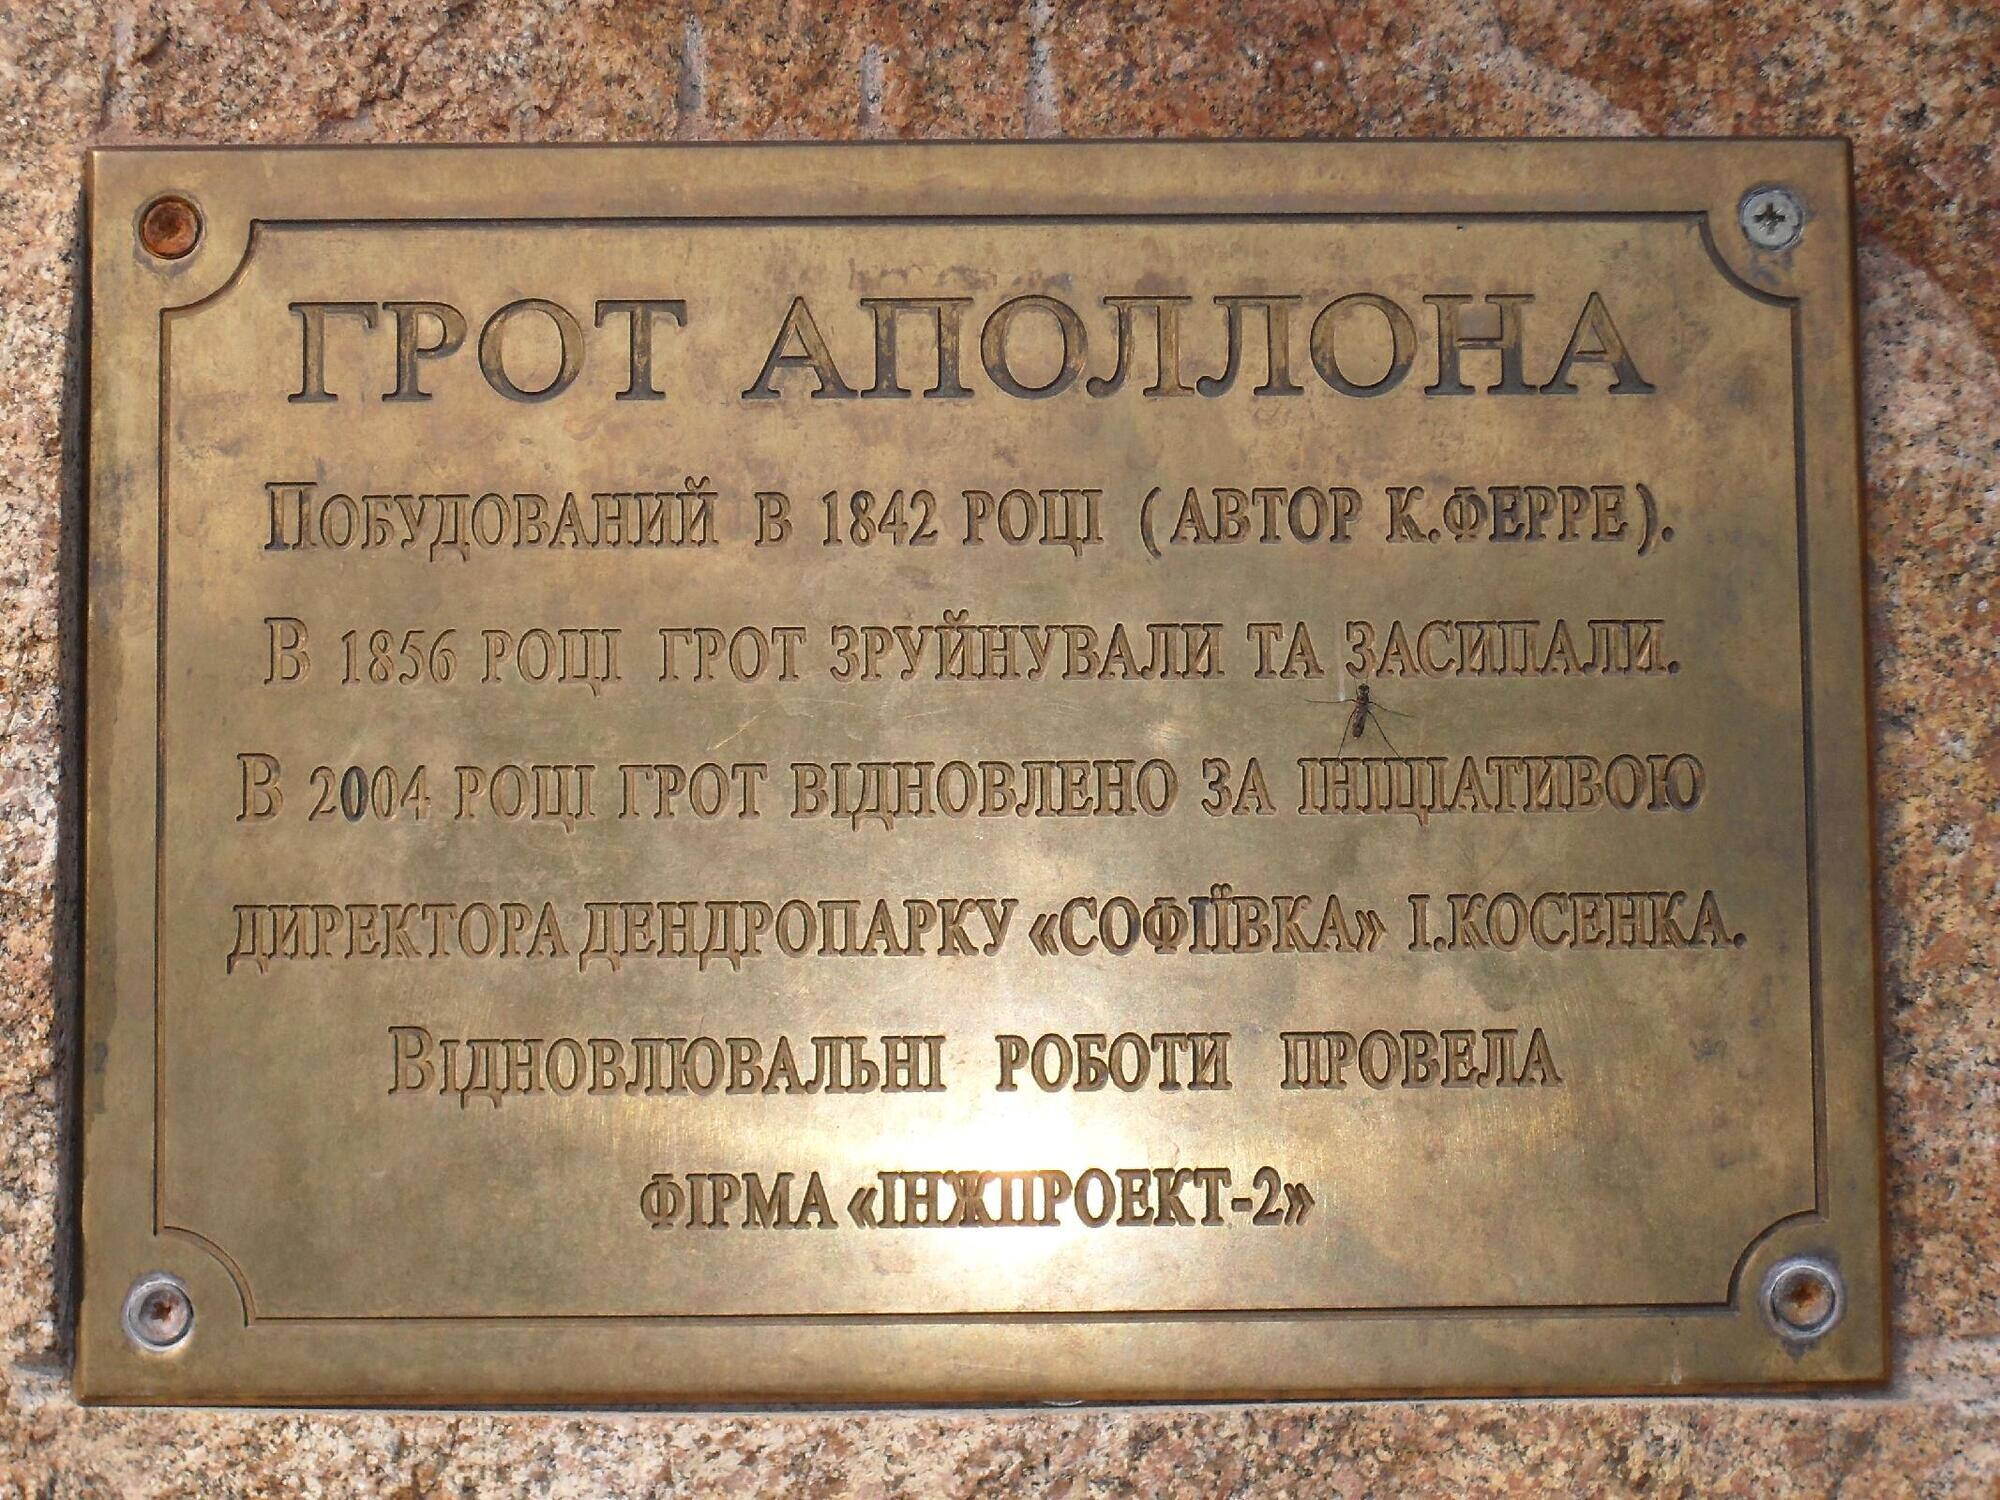 ГРОТ АПОЛЛОНА
ПОБУДОВАНИЙ В 1842 РОЦІ (АВТОР К.ФЕРРЕ).
В 1856 РОЦІ ГРОТ ЗРУЙНУВАЛИ ТА ЗАСИПАЛИ.
В 2004 РОЦІ ГРОТ ВІДНОВЛЕНО ЗА ІНІЦІАТИВОЮ
ДИРЕКТОРА ДЕНДРОПАРКУ «СОФІЇВКА» І.КОСЕНКА.
ВІДНОВЛЮВАЛЬНІ РОБОТИ ПРОВЕЛА
ФІРМА «ІНЖПРОЕКТ-2»